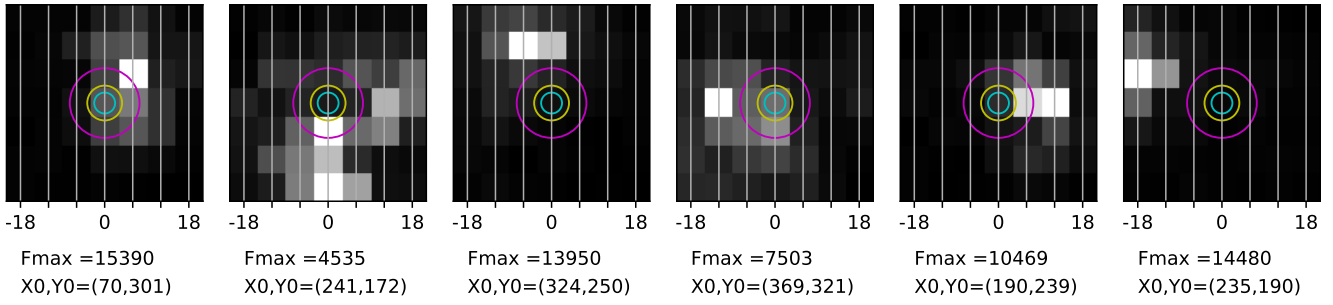 -18 0 18 -18 0 18 -18 0 18 -18 0 18 -18 0 18 -18 0 18
Fmax =15390 Fmax =4535 Fmax =13950 Fmax =7503 Fmax =10469 Fmax =14480
X0,Y0=(70,301) X0,Y0=(241,172) X0,Y0=(324,250) X0,Y0=(369,321) X0,Y0=(190,239) X0,Y0=(235,190)